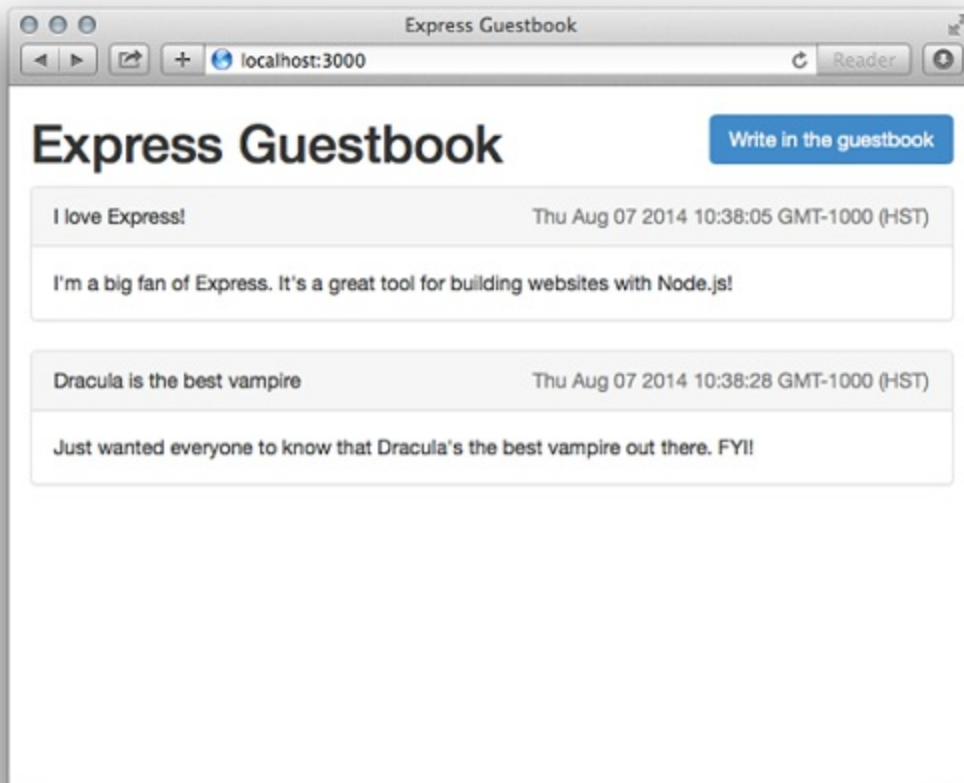 Express Guestbook
localhost:3000
Reader
Express Guestbook
Write in the guestbook
I love Express!
Thu Aug 07 2014 10:38:05 GMT-1000 (HST)
I'm a big fan of Express. It's a great tool for building websites with Node.js!
Dracula is the best vampire
Thu Aug 07 2014 10:38:28 GMT-1000 (HST)
Just wanted everyone to know that Dracula's the best vampire out there. FYI!